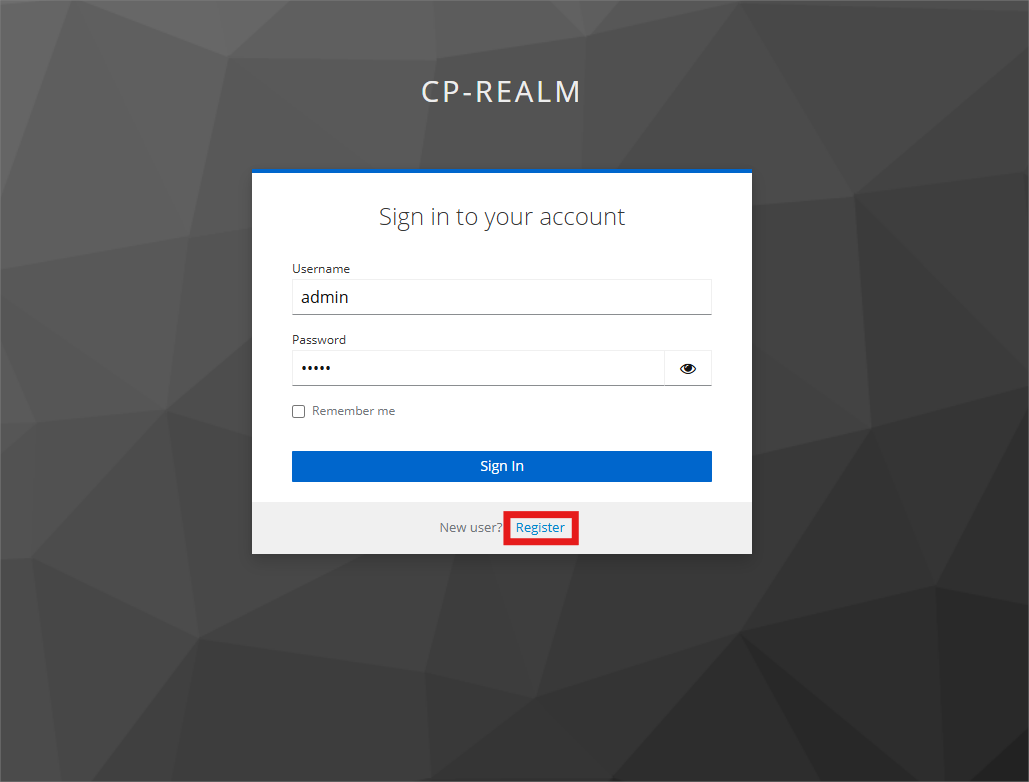 CP-REALM
Sign in to your account
Username
admin
Password
•••••
Remember me
Sign In
New user? Register